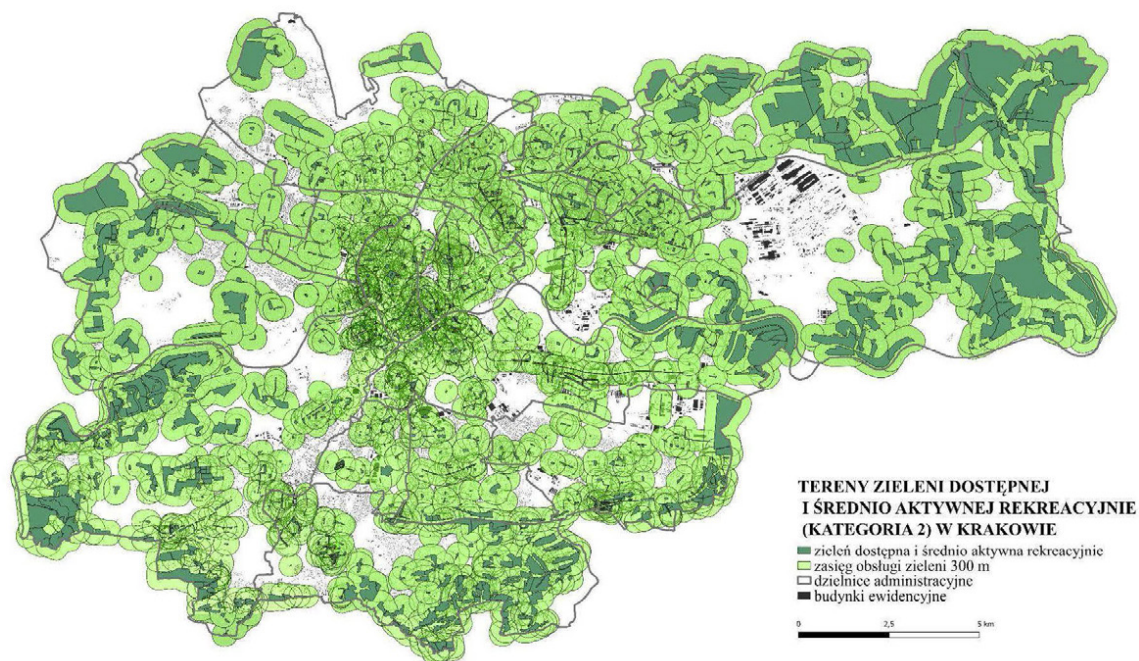 TERENY ZIELENI DOSTĘPNEJ
I ŚREDNIO AKTYWNEJ REKREACYJNIE
(KATEGORIA 2) W KRAKOWIE
zieleń dostępna i średnio aktywna rekreacyjnie
zasięg obsługi zieleni 300 m
dzielnice administracyjne
budynki ewidencyjne
0 2,5 5 km